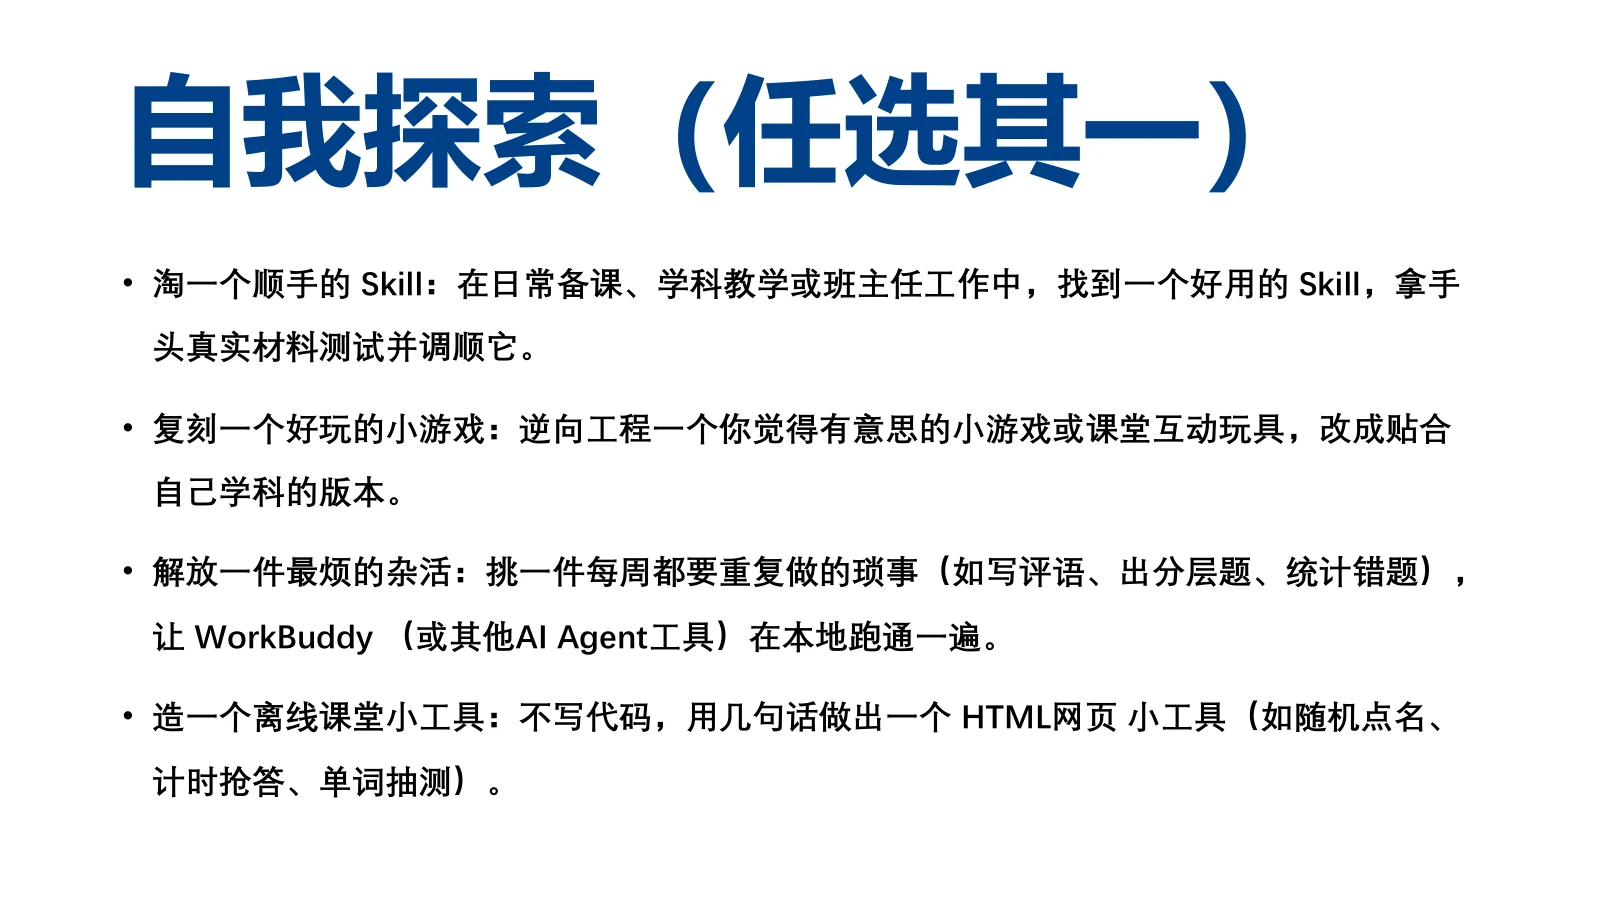 自我探索（任选其一）
• 淘一个顺手的 Skill：在日常备课、学科教学或班主任工作中，找到一个好用的 Skill，拿手
头真实材料测试并调顺它。
• 复刻一个好玩的小游戏：逆向工程一个你觉得有意思的小游戏或课堂互动玩具，改成贴合
自己学科的版本。
• 解放一件最烦的杂活：挑一件每周都要重复做的琐事（如写评语、出分层题、统计错题），
让 WorkBuddy （或其他AI Agent工具）在本地跑通一遍。
• 造一个离线课堂小工具：不写代码，用几句话做出一个 HTML网页 小工具（如随机点名、
计时抢答、单词抽测）。